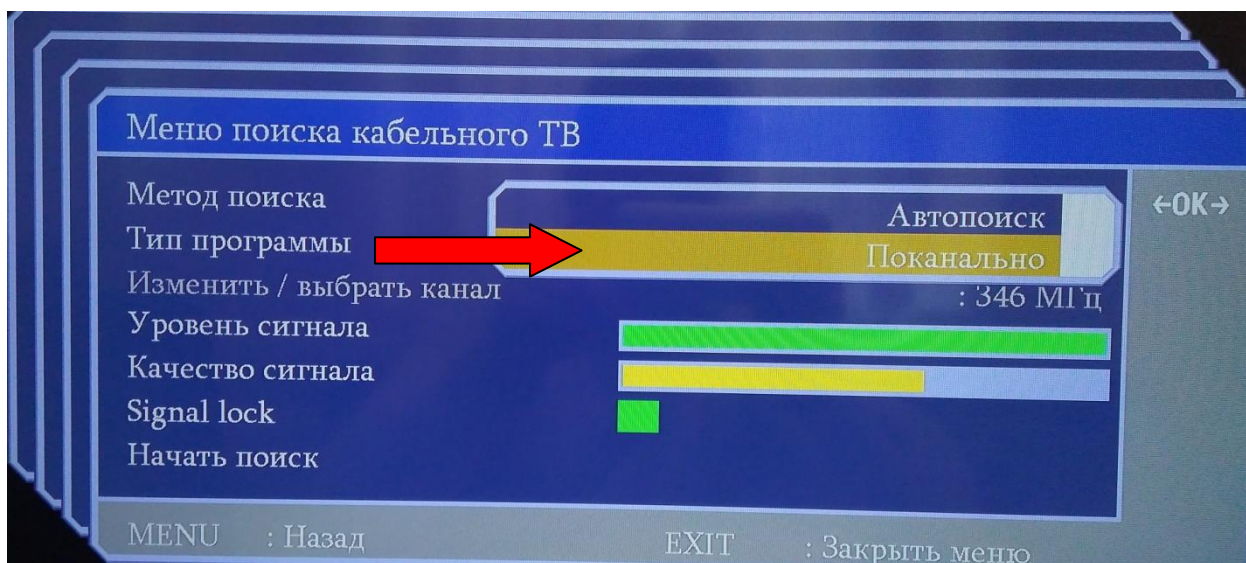 Меню поиска кабельного ТВ
Метод поиска
Автопоиск
←OK→
Тип программы
Поканально
Изменить / выбрать канал : 346 МГц
Уровень сигнала
Качество сигнала
Signal lock
Начать поиск
MENU : Назад EXIT : Закрыть меню